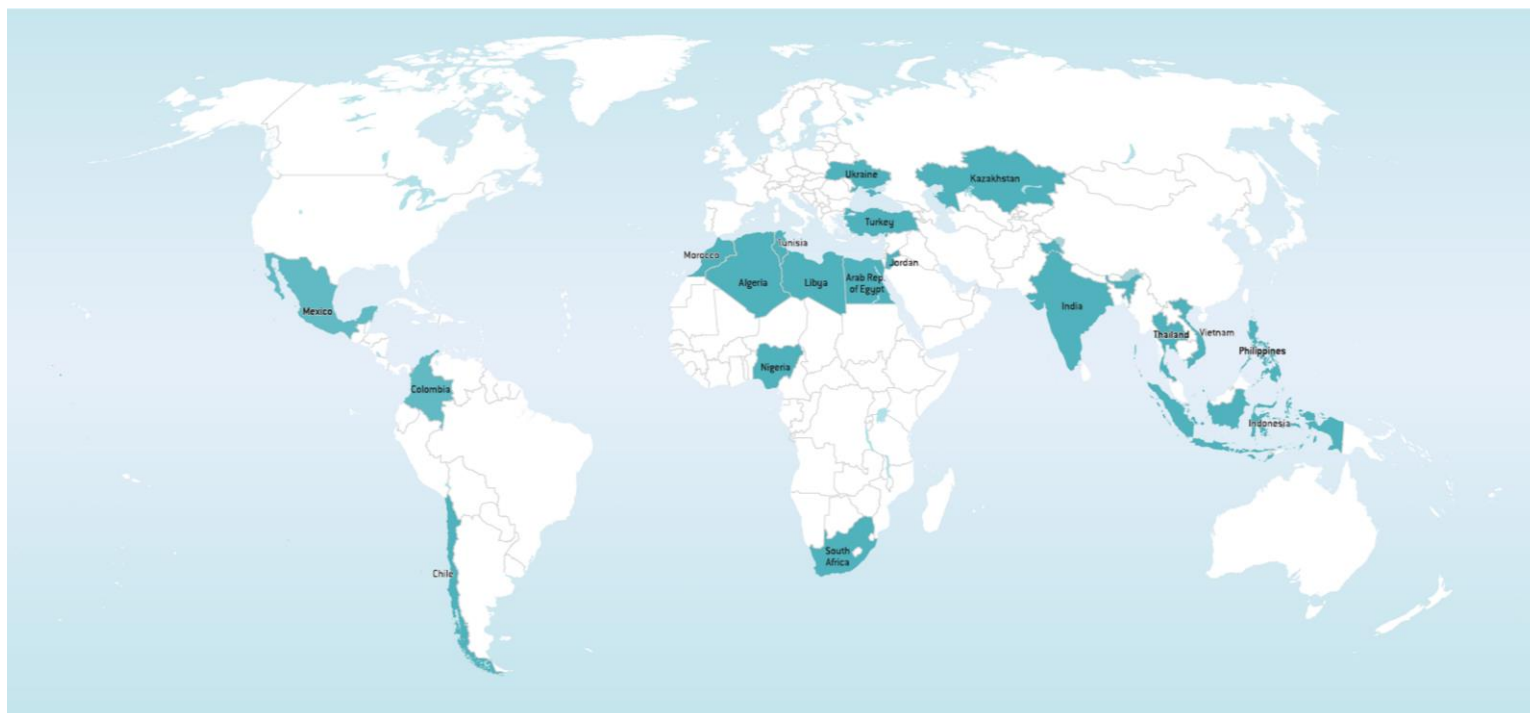 Ukraine
Kazakhstan
Turkey
Tunisia
Morocco
Jordan
Algeria
Libya
Arab Rep.
of Egypt
India
Mexico
Thailand
Vietnam
Philippines
Nigeria
Colombia
Indonesia
South
Africa
Chile